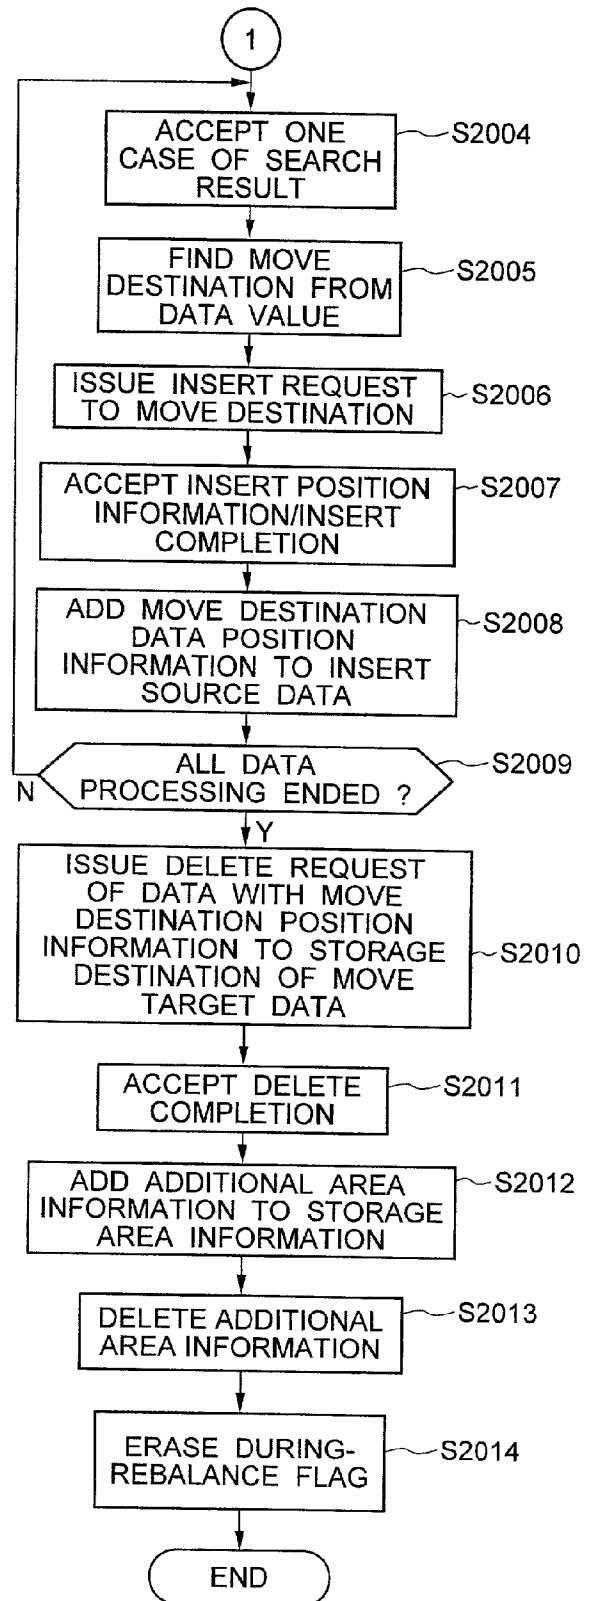 1
ACCEPT ONE
CASE OF SEARCH
RESULT
S2004
FIND MOVE
DESTINATION FROM
DATA VALUE
S2005
ISSUE INSERT REQUEST
TO MOVE DESTINATION
S2006
ACCEPT INSERT POSITION
INFORMATION/INSERT
COMPLETION
S2007
ADD MOVE DESTINATION
DATA POSITION
INFORMATION TO INSERT
SOURCE DATA
S2008
ALL DATA
PROCESSING ENDED ?
S2009
N
Y
ISSUE DELETE REQUEST
OF DATA WITH MOVE
DESTINATION POSITION
INFORMATION TO STORAGE
DESTINATION OF MOVE
TARGET DATA
S2010
ACCEPT DELETE
COMPLETION
S2011
ADD ADDITIONAL AREA
INFORMATION TO STORAGE
AREA INFORMATION
S2012
DELETE ADDITIONAL
AREA INFORMATION
S2013
ERASE DURING-
REBALANCE FLAG
S2014
END